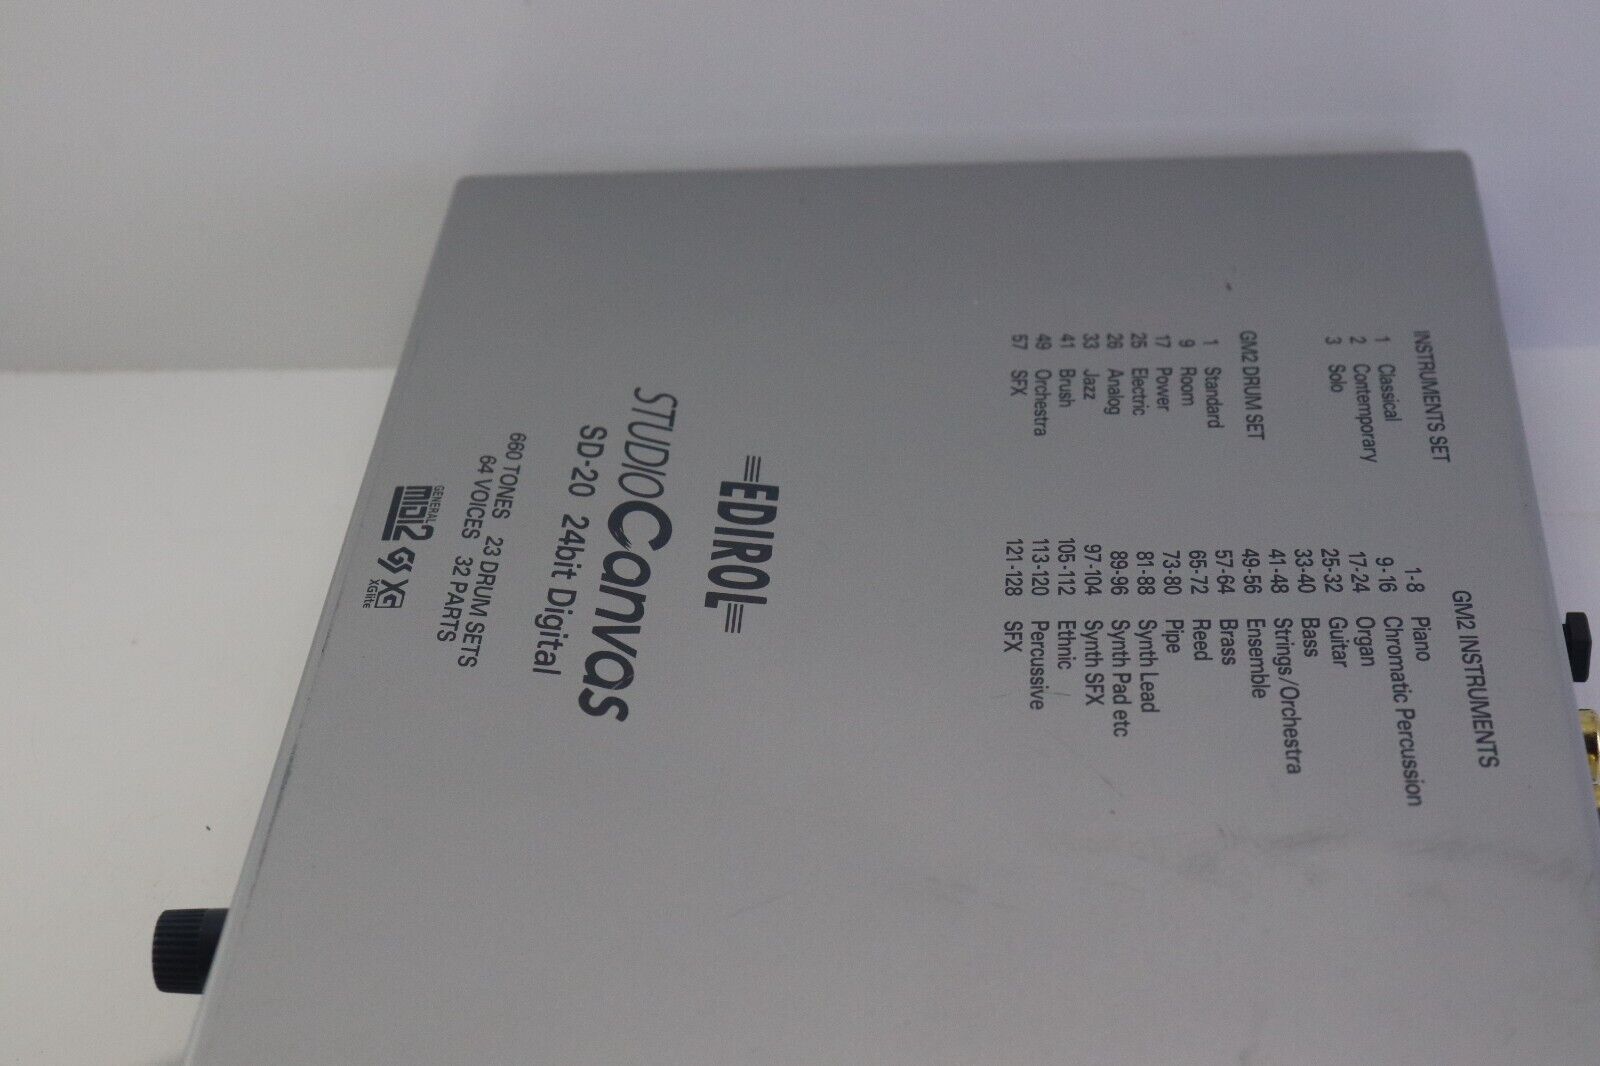 INSTRUMENTS SET
1 Classical
2 Contemporary
3 Solo
GM2 DRUM SET
1 Standard
9 Room
17 Power
25 Electric
26 Analog
33 Jazz
41 Brush
49 Orchestra
57 SFX
GM2 INSTRUMENTS
1-8 Piano
9-16 Chromatic Percussion
17-24 Organ
25-32 Guitar
33-40 Bass
41-48 Strings/Orchestra
49-56 Ensemble
57-64 Brass
65-72 Reed
73-80 Pipe
81-88 Synth Lead
89-96 Synth Pad etc
97-104 Synth SFX
105-112 Ethnic
113-120 Percussive
121-128 SFX
EDIROL
STUDIO Canvas
SD-20 24bit Digital
660 TONES 23 DRUM SETS
64 VOICES 32 PARTS
GENERAL
MIDI2 GS XG
XGlite